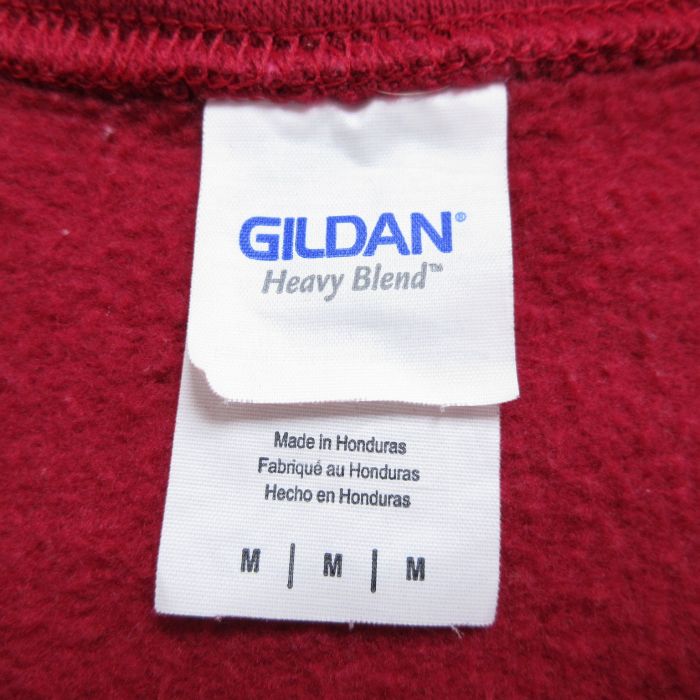 GILDAN®
Heavy Blend™
Made in Honduras
Fabriqué au Honduras
Hecho en Honduras
M | M | M